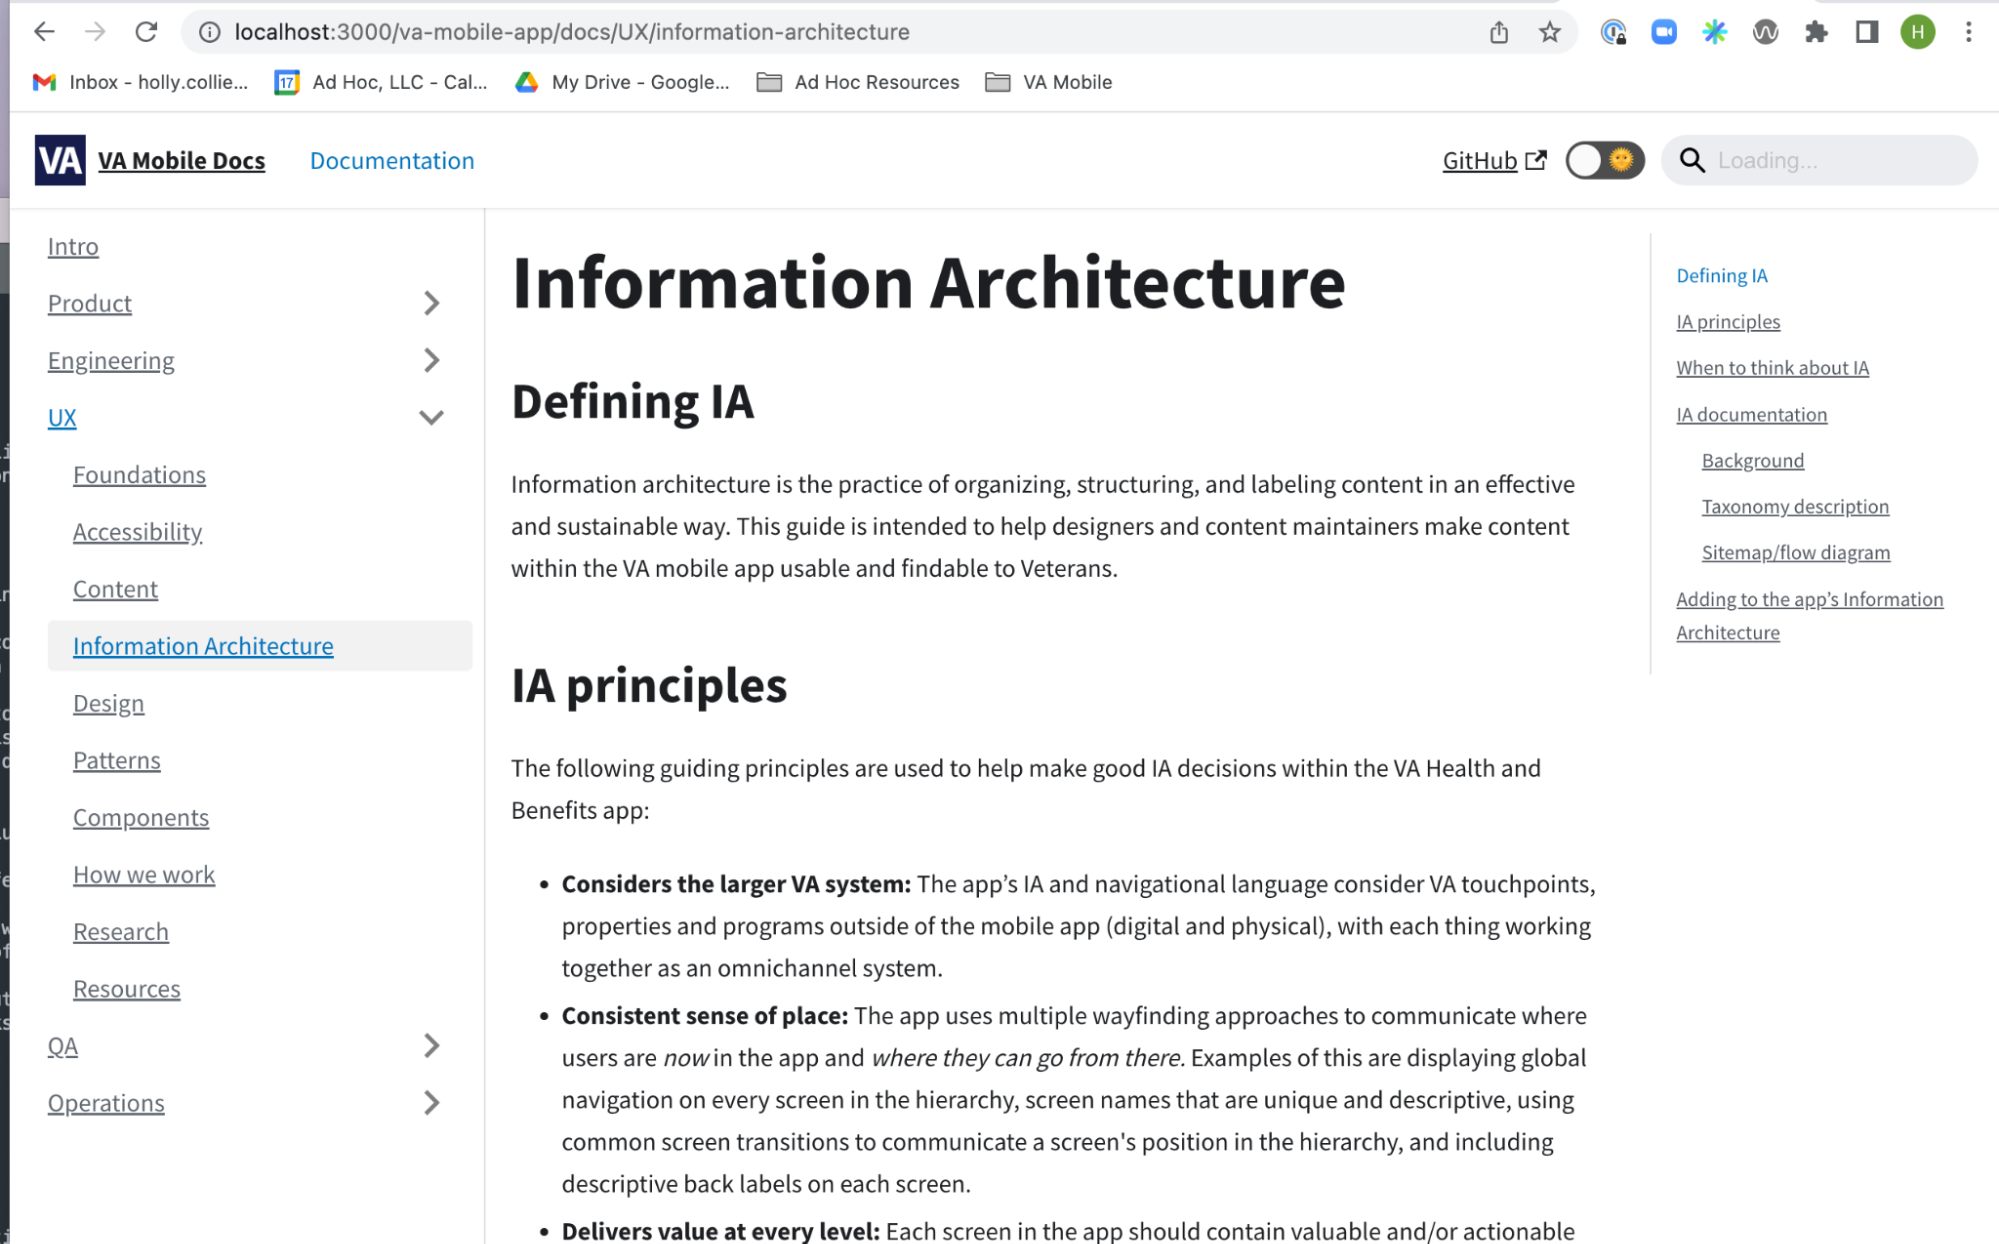 localhost:3000/va-mobile-app/docs/UX/information-architecture
H
Inbox - holly.collie...
17
Ad Hoc, LLC - Cal...
My Drive - Google...
Ad Hoc Resources
VA Mobile
VA
VA Mobile Docs
Documentation
GitHub
Loading...
Intro
Product
Engineering
UX
Foundations
Accessibility
Content
Information Architecture
Design
Patterns
Components
How we work
Research
Resources
QA
Operations
Information Architecture
Defining IA
Information architecture is the practice of organizing, structuring, and labeling content in an effective
and sustainable way. This guide is intended to help designers and content maintainers make content
within the VA mobile app usable and findable to Veterans.
IA principles
The following guiding principles are used to help make good IA decisions within the VA Health and
Benefits app:
• Considers the larger VA system: The app’s IA and navigational language consider VA touchpoints,
properties and programs outside of the mobile app (digital and physical), with each thing working
together as an omnichannel system.
• Consistent sense of place: The app uses multiple wayfinding approaches to communicate where
users are now in the app and where they can go from there. Examples of this are displaying global
navigation on every screen in the hierarchy, screen names that are unique and descriptive, using
common screen transitions to communicate a screen's position in the hierarchy, and including
descriptive back labels on each screen.
• Delivers value at every level: Each screen in the app should contain valuable and/or actionable
Defining IA
IA principles
When to think about IA
IA documentation
Background
Taxonomy description
Sitemap/flow diagram
Adding to the app’s Information
Architecture